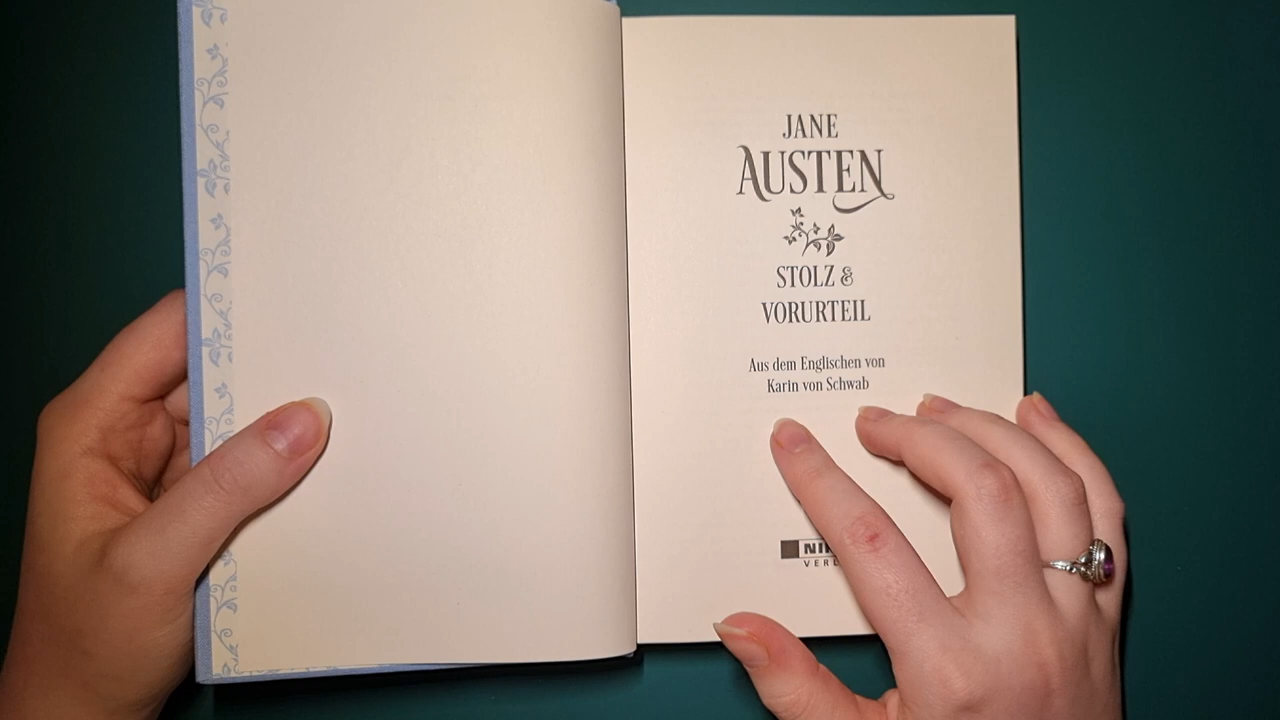 JANE
AUSTEN
STOLZ &
VORURTEIL
Aus dem Englischen von
Karin von Schwab